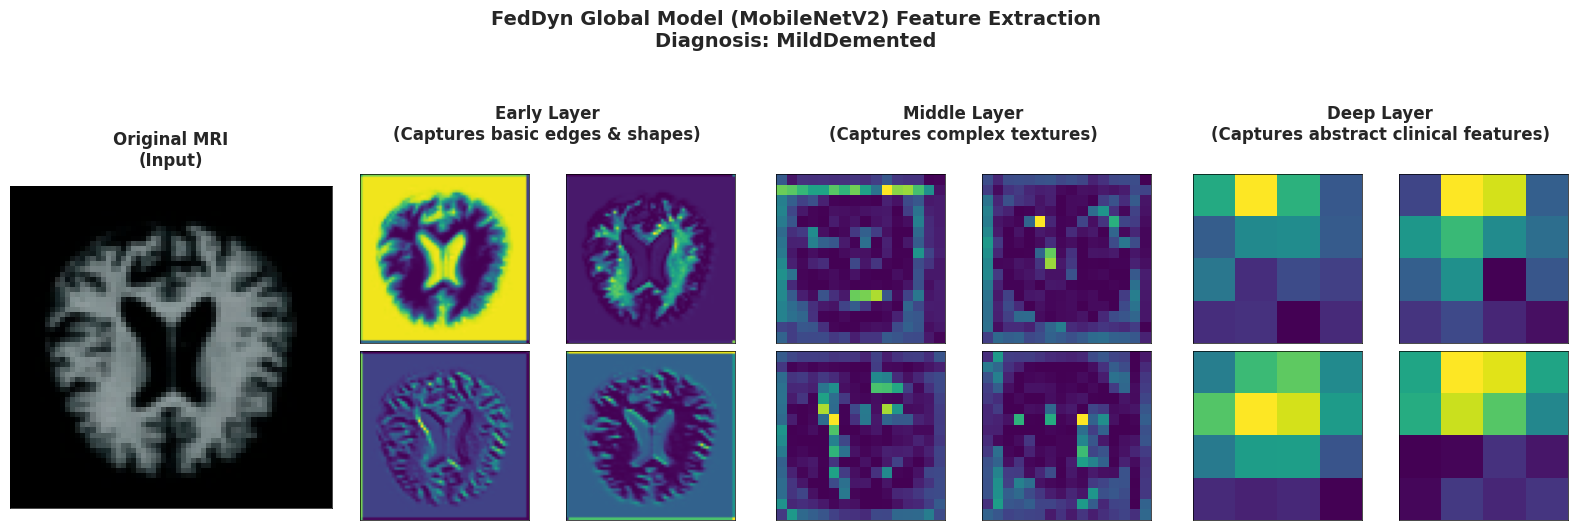 FedDyn Global Model (MobileNetV2) Feature Extraction
Diagnosis: MildDemented
Original MRI
(Input)
Early Layer
(Captures basic edges & shapes)
Middle Layer
(Captures complex textures)
Deep Layer
(Captures abstract clinical features)